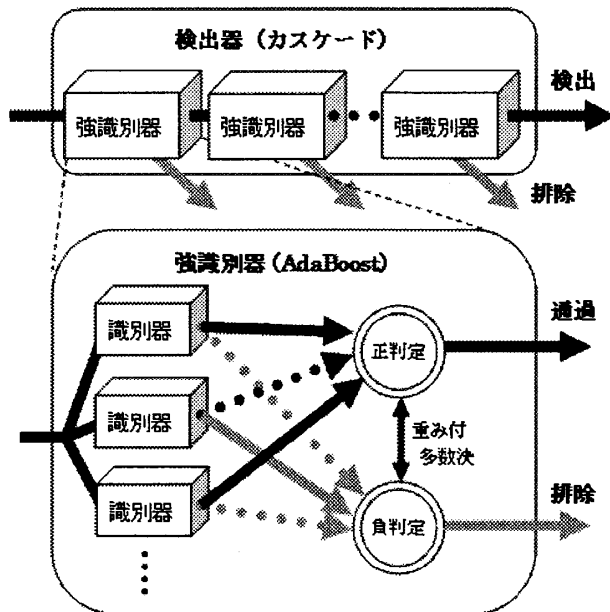 検出器（カスケード）
検出
強識別器
強識別器
強識別器
排除
強識別器（AdaBoost）
通過
識別器
正判定
識別器
重み付
多数決
識別器
排除
負判定